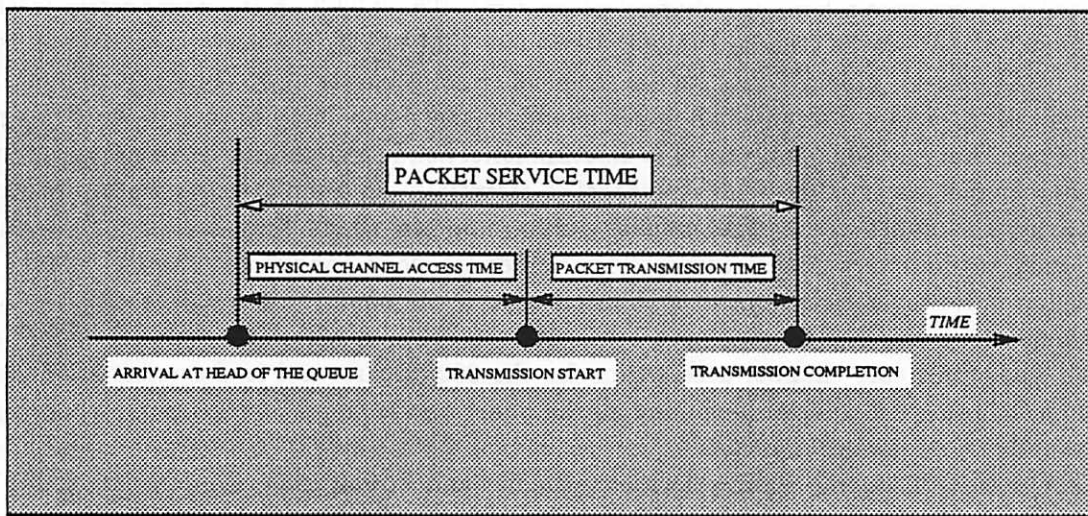 PACKET SERVICE TIME
PHYSICAL CHANNEL ACCESS TIME
PACKET TRANSMISSION TIME
TIME
ARRIVAL AT HEAD OF THE QUEUE
TRANSMISSION START
TRANSMISSION COMPLETION